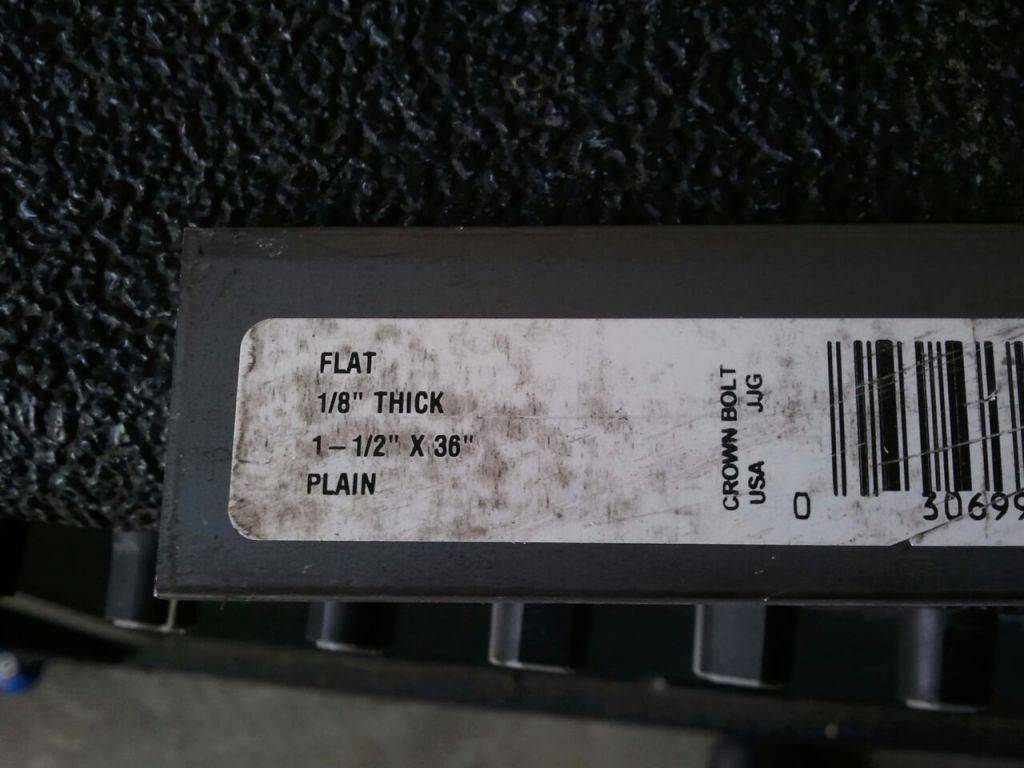 FLAT
1/8" THICK
1-1/2" X 36"
PLAIN
CROWN BOLT
USA JJG
0 30699